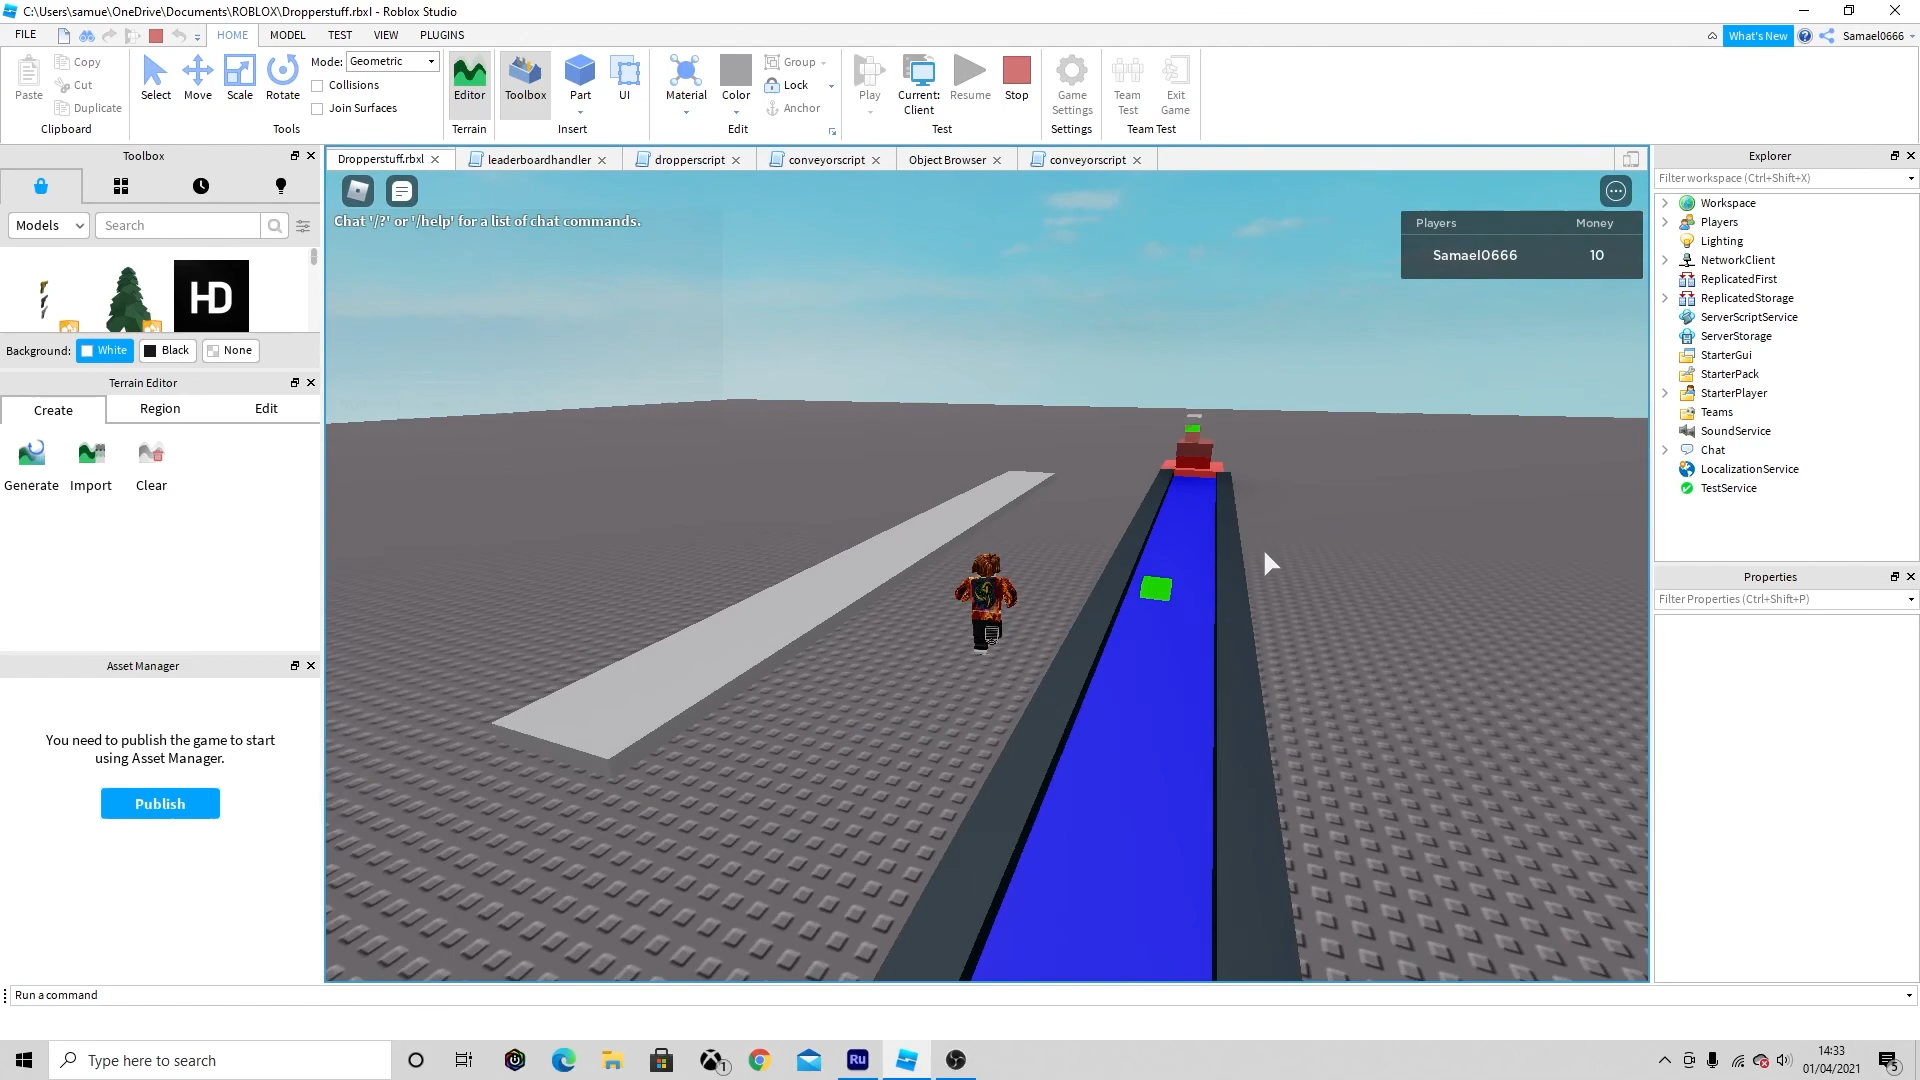 C:\Users\samue\OneDrive\Documents\ROBLOX\Dropperstuff.rbxl - Roblox Studio
FILE HOME MODEL TEST VIEW PLUGINS What's New Samael0666
Paste Copy Cut Duplicate Clipboard
Select Move Scale Rotate Mode: Geometric Collisions Join Surfaces Tools
Editor Terrain
Toolbox Part UI Insert
Material Color Group Lock Anchor Edit
Play Current: Client Resume Stop Test
Game Settings Settings
Team Test Exit Game Team Test
Toolbox
Models Search
HD
Background: White Black None
Terrain Editor
Create Region Edit
Generate Import Clear
Asset Manager
You need to publish the game to start
using Asset Manager.
Publish
Dropperstuff.rbxl leaderboardhandler dropperscript conveyorscript Object Browser conveyorscript
Chat '/?' or '/help' for a list of chat commands.
Players Money
Samael0666 10
Explorer
Filter workspace (Ctrl+Shift+X)
Workspace
Players
Lighting
NetworkClient
ReplicatedFirst
ReplicatedStorage
ServerScriptService
ServerStorage
StarterGui
StarterPack
StarterPlayer
Teams
SoundService
Chat
LocalizationService
TestService
Properties
Filter Properties (Ctrl+Shift+P)
Run a command
Type here to search
1
Ru
14:33
01/04/2021
5